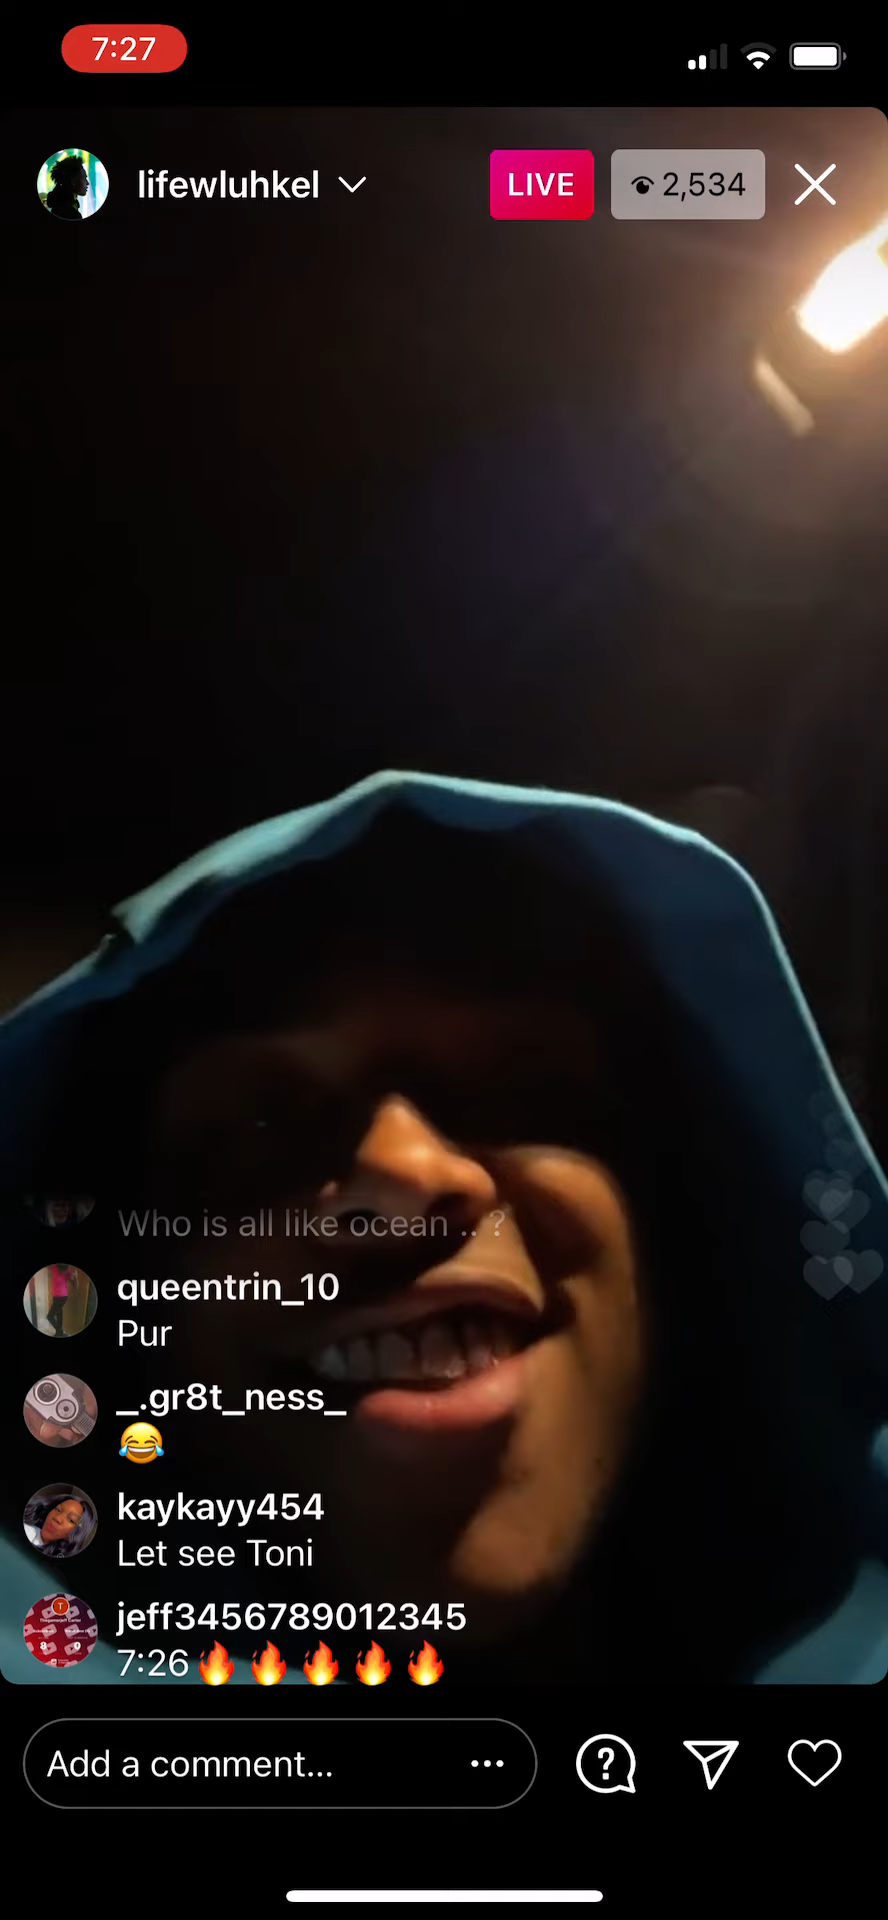 7:27
lifewluhkel
LIVE
2,534
Who is all like ocean .. ?
queentrin_10
Pur
_.gr8t_ness_
😂
kaykayy454
Let see Toni
jeff3456789012345
7:26🔥🔥🔥🔥🔥
Add a comment...